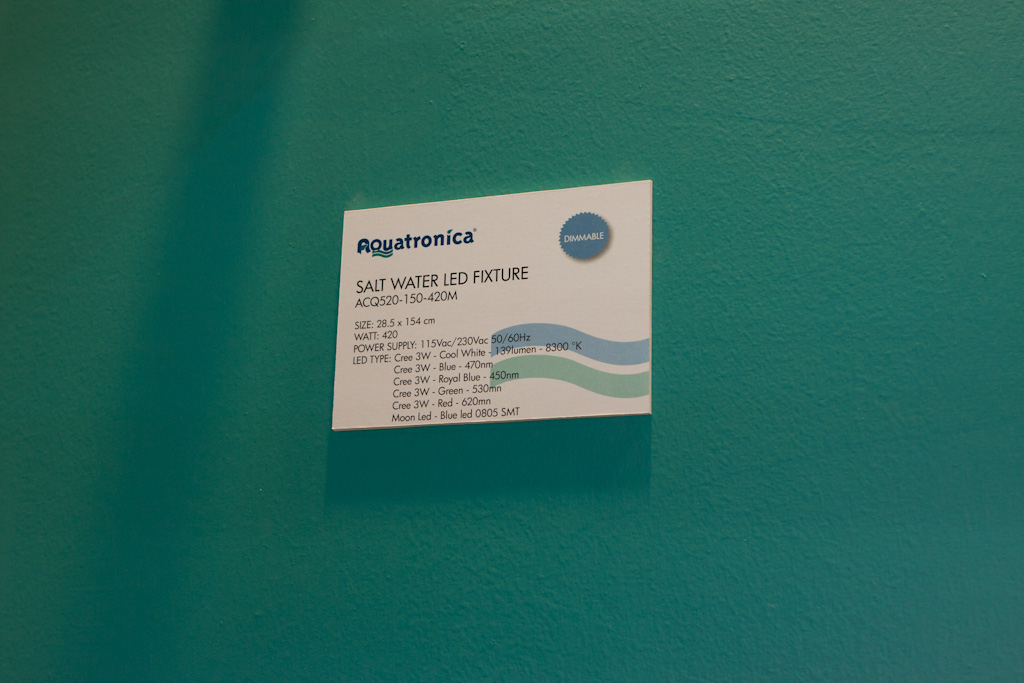 Aquatronica®
DIMMABLE
SALT WATER LED FIXTURE
ACQ520-150-420M
SIZE: 28.5 x 154 cm
WATT: 420
POWER SUPPLY: 115Vac/230Vac 50/60Hz
LED TYPE: Cree 3W - Cool White - 139lumen - 8300 °K
Cree 3W - Blue - 470nm
Cree 3W - Royal Blue - 450nm
Cree 3W - Green - 530mn
Cree 3W - Red - 620mn
Moon Led - Blue led 0805 SMT